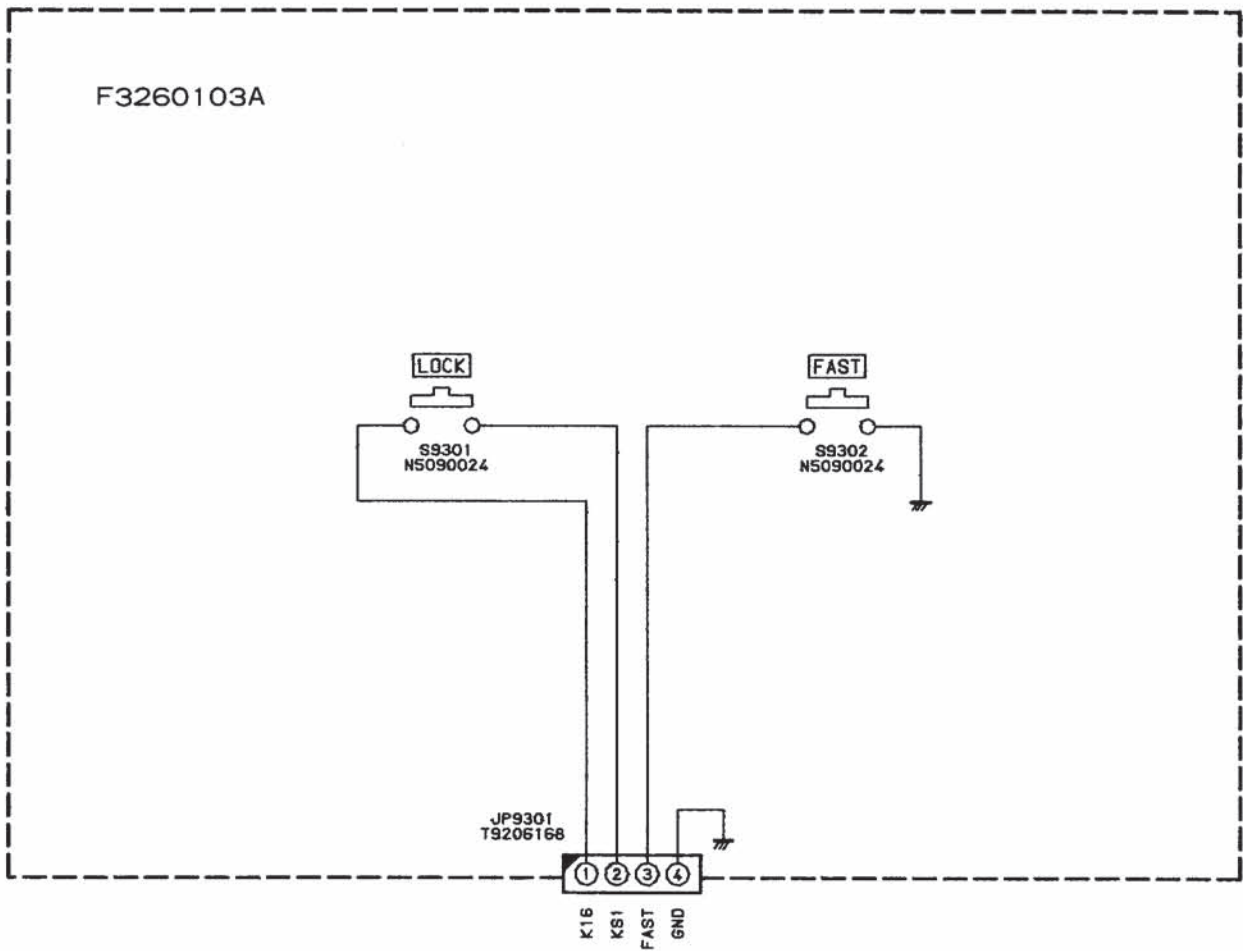 F3260103A
LOCK
FAST
S9301
N5090024
S9302
N5090024
JP9301
T9206168
1 2 3 4
K16
KS1
FAST
GND